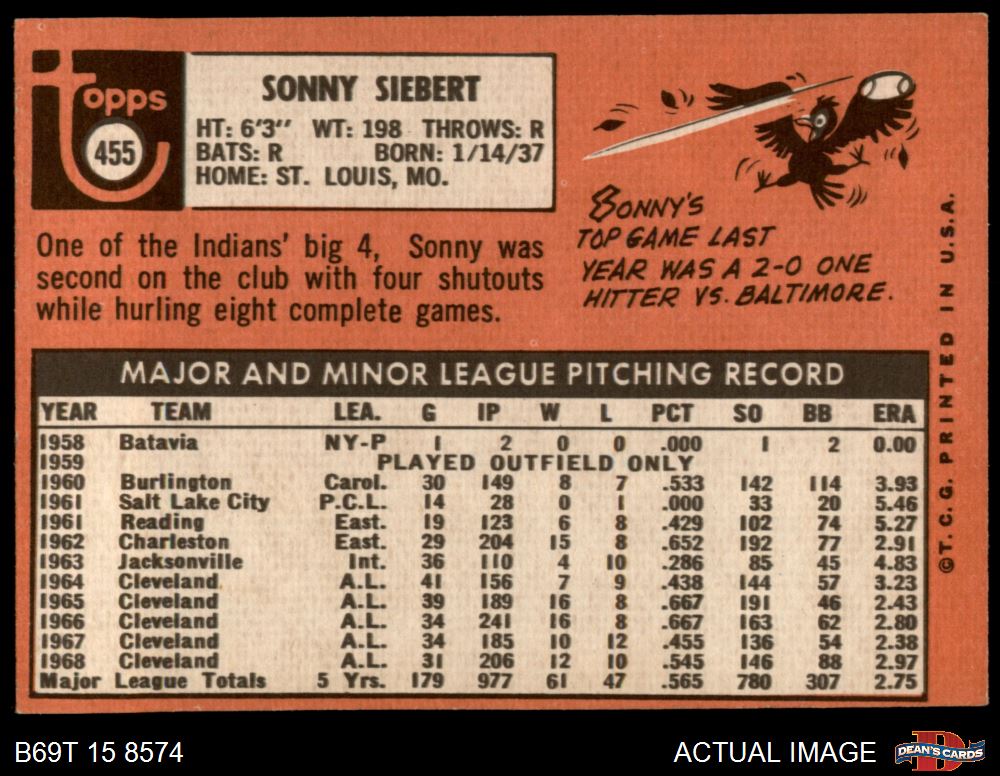 topps
455
SONNY SIEBERT
HT: 6'3" WT: 198 THROWS: R
BATS: R BORN: 1/14/37
HOME: ST. LOUIS, MO.
One of the Indians' big 4, Sonny was
second on the club with four shutouts
while hurling eight complete games.
SONNY'S
TOP GAME LAST
YEAR WAS A 2-0 ONE
HITTER VS. BALTIMORE.
©T. C. G. PRINTED IN U.S.A.
MAJOR AND MINOR LEAGUE PITCHING RECORD
YEAR TEAM LEA. G IP W L PCT SO BB ERA
1958 Batavia NY-P 1 2 0 0 .000 1 2 0.00
1959 PLAYED OUTFIELD ONLY
1960 Burlington Carol. 30 149 8 7 .533 142 114 3.93
1961 Salt Lake City P.C.L. 14 28 0 1 .000 33 20 5.46
1961 Reading East. 19 123 6 8 .429 102 74 5.27
1962 Charleston East. 29 204 15 8 .652 192 77 2.91
1963 Jacksonville Int. 36 110 4 10 .286 85 45 4.83
1964 Cleveland A.L. 41 156 7 9 .438 144 57 3.23
1965 Cleveland A.L. 39 189 16 8 .667 191 46 2.43
1966 Cleveland A.L. 34 241 16 8 .667 163 62 2.80
1967 Cleveland A.L. 34 185 10 12 .455 136 54 2.38
1968 Cleveland A.L. 31 206 12 10 .545 146 88 2.97
Major League Totals 5 Yrs. 179 977 61 47 .565 780 307 2.75
B69T 15 8574
ACTUAL IMAGE
D
DEAN'S CARDS